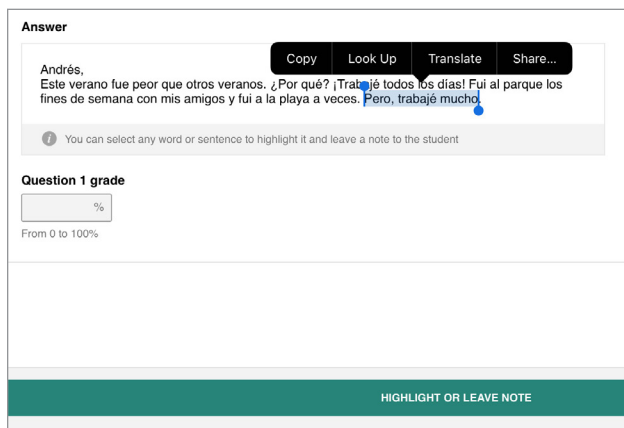 Answer
Copy Look Up Translate Share...
Andrés,
Este verano fue peor que otros veranos. ¿Por qué? ¡Trabajé todos los días! Fui al parque los
fines de semana con mis amigos y fui a la playa a veces. Pero, trabajé mucho.
i You can select any word or sentence to highlight it and leave a note to the student
Question 1 grade
%
From 0 to 100%
HIGHLIGHT OR LEAVE NOTE